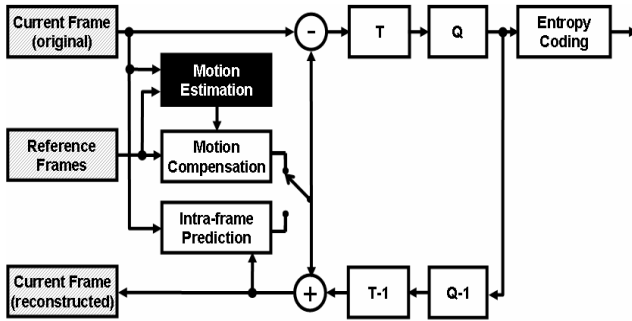 Current Frame
(original)
-
T
Q
Entropy
Coding
Motion
Estimation
Reference
Frames
Motion
Compensation
Intra-frame
Prediction
Current Frame
(reconstructed)
+
T-1
Q-1